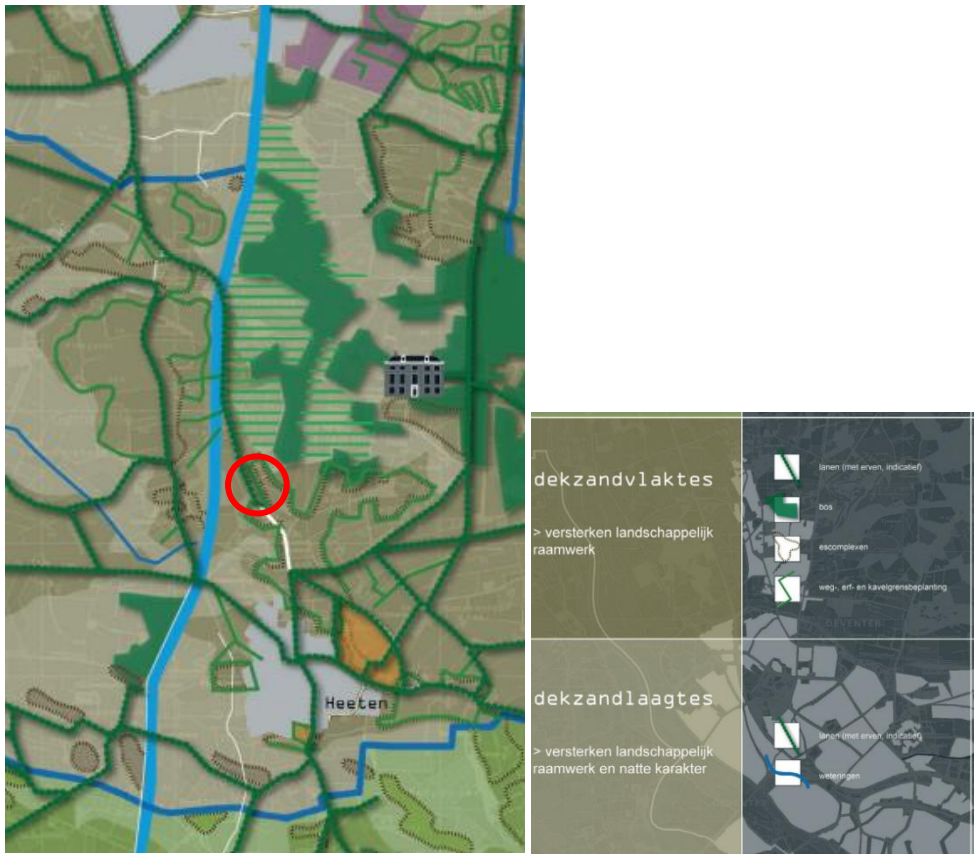 Heeten
dekzandvlaktes
> versterken landschappelijk
raamwerk
lanen (met erven, indicatief)
bos
escomplexen
weg-, erf- en kavelgrensbeplanting
DEVENTER
dekzandlaagtes
> versterken landschappelijk
raamwerk en natte karakter
lanen (met erven, indicatief)
weteringen